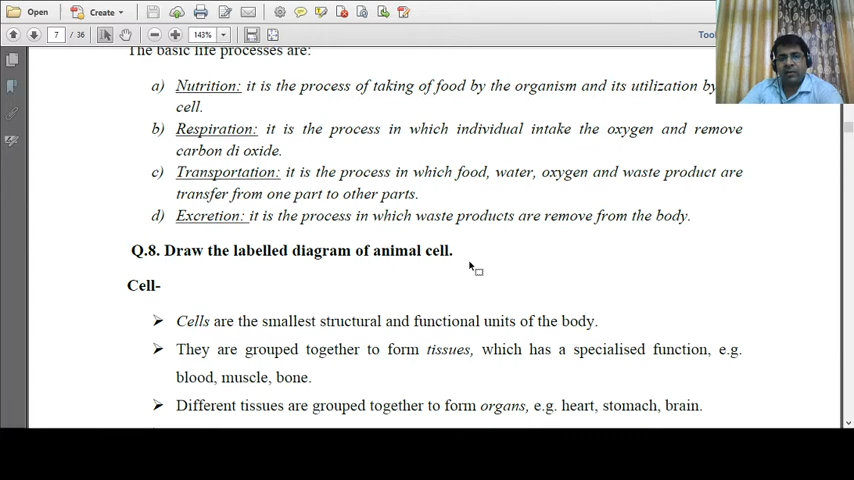 Open
Create
7 / 36
143%
Tool
The basic life processes are:
a) Nutrition: it is the process of taking of food by the organism and its utilization by
cell.
b) Respiration: it is the process in which individual intake the oxygen and remove
carbon di oxide.
c) Transportation: it is the process in which food, water, oxygen and waste product are
transfer from one part to other parts.
d) Excretion: it is the process in which waste products are remove from the body.
Q.8. Draw the labelled diagram of animal cell.
Cell-
➢ Cells are the smallest structural and functional units of the body.
➢ They are grouped together to form tissues, which has a specialised function, e.g.
blood, muscle, bone.
➢ Different tissues are grouped together to form organs, e.g. heart, stomach, brain.